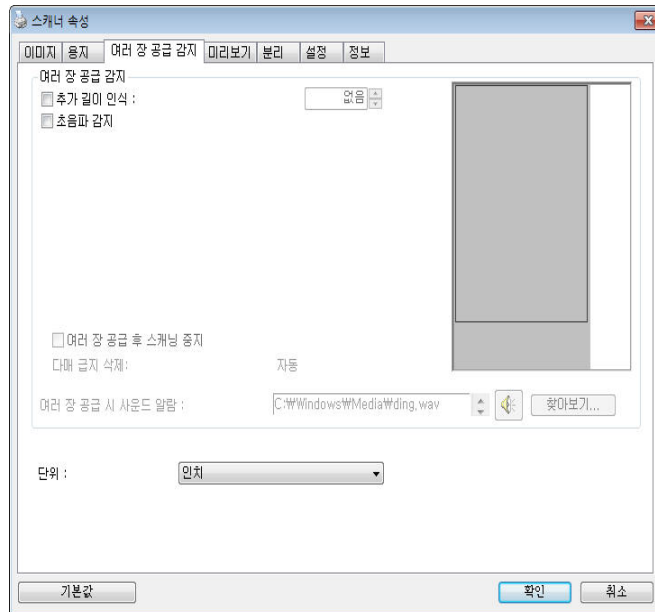 스캐너 속성
이미지 용지 여러 장 공급 감지 미리보기 분리 설정 정보
여러 장 공급 감지
추가 길이 인식 : 없음
초음파 감지
여러 장 공급 후 스캐닝 중지
다매 급지 삭제: 자동
여러 장 공급 시 사운드 알람 : C:₩Windows₩Media₩ding.wav 찾아보기...
단위 : 인치
기본값 확인 취소